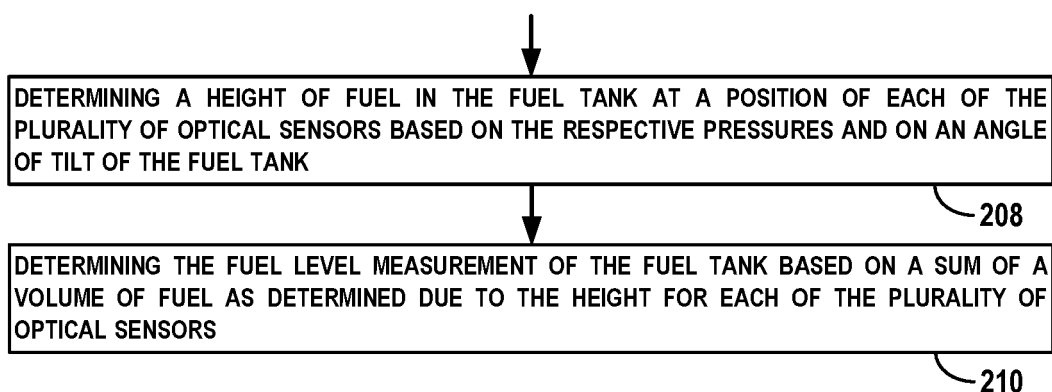 DETERMINING A HEIGHT OF FUEL IN THE FUEL TANK AT A POSITION OF EACH OF THE
PLURALITY OF OPTICAL SENSORS BASED ON THE RESPECTIVE PRESSURES AND ON AN ANGLE
OF TILT OF THE FUEL TANK
208
DETERMINING THE FUEL LEVEL MEASUREMENT OF THE FUEL TANK BASED ON A SUM OF A
VOLUME OF FUEL AS DETERMINED DUE TO THE HEIGHT FOR EACH OF THE PLURALITY OF
OPTICAL SENSORS
210